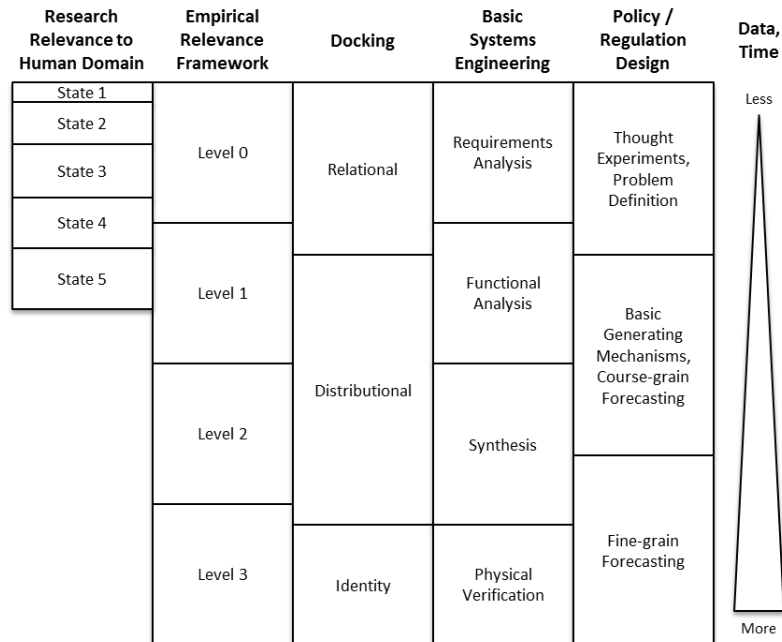 Research
Relevance to
Human Domain
Empirical
Relevance
Framework
Docking
Basic
Systems
Engineering
Policy /
Regulation
Design
Data,
Time
State 1
State 2
State 3
State 4
State 5
Level 0
Level 1
Level 2
Level 3
Relational
Distributional
Identity
Requirements
Analysis
Functional
Analysis
Synthesis
Physical
Verification
Thought
Experiments,
Problem
Definition
Basic
Generating
Mechanisms,
Course-grain
Forecasting
Fine-grain
Forecasting
Less
More